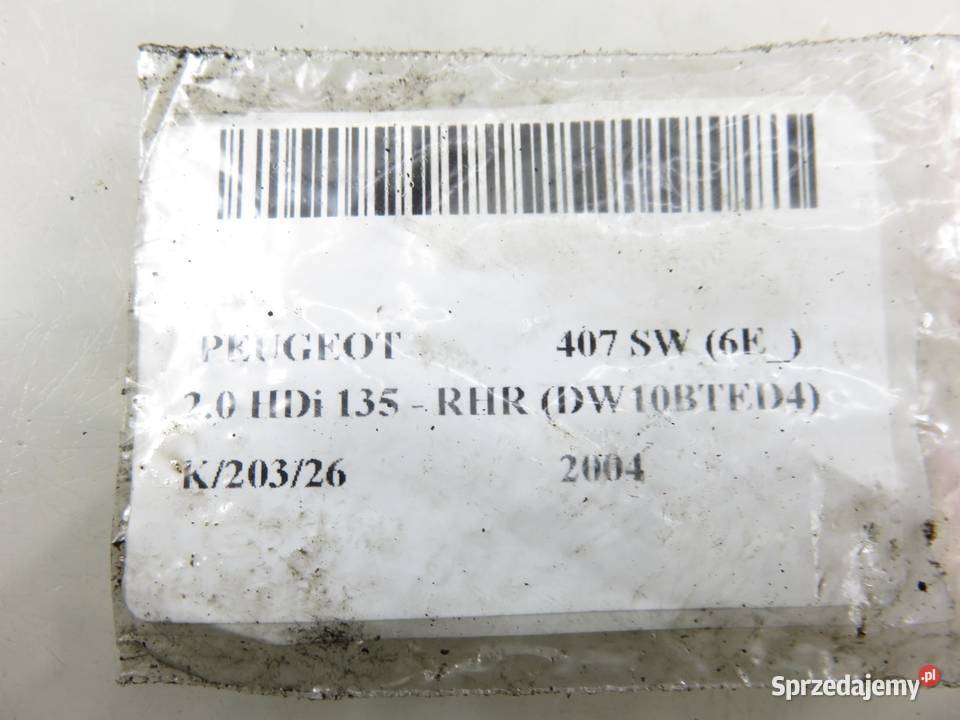 PEUGEOT 407 SW (6E_)
2.0 HDi 135 - RHR (DW10BTED4)
K/203/26 2004
Sprzedajemy.pl